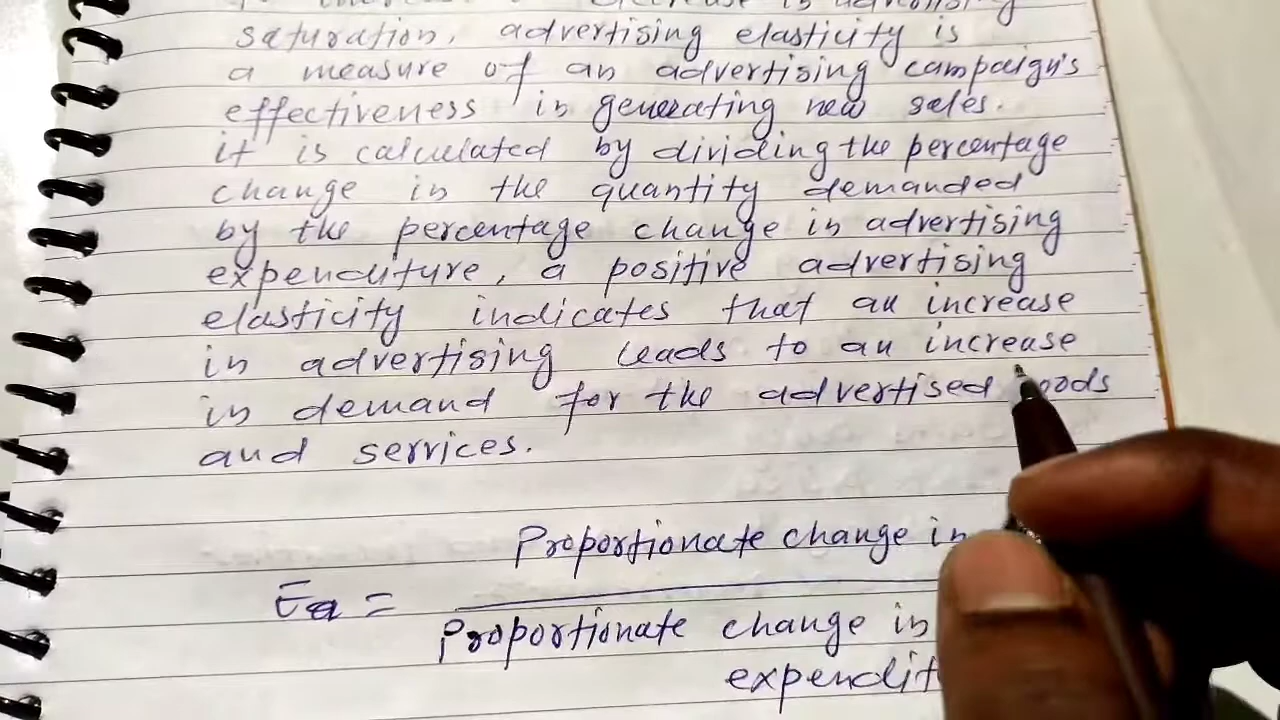 saturation, advertising elasticity is
a measure of an advertising campaign's
effectiveness in generating new sales.
it is calculated by dividing the percentage
change in the quantity demanded
by the percentage change in advertising
expenditure, a positive advertising
elasticity indicates that an increase
in advertising leads to an increase
in demand for the advertised goods
and services.
Proportionate change in
Ea =
Proportionate change in